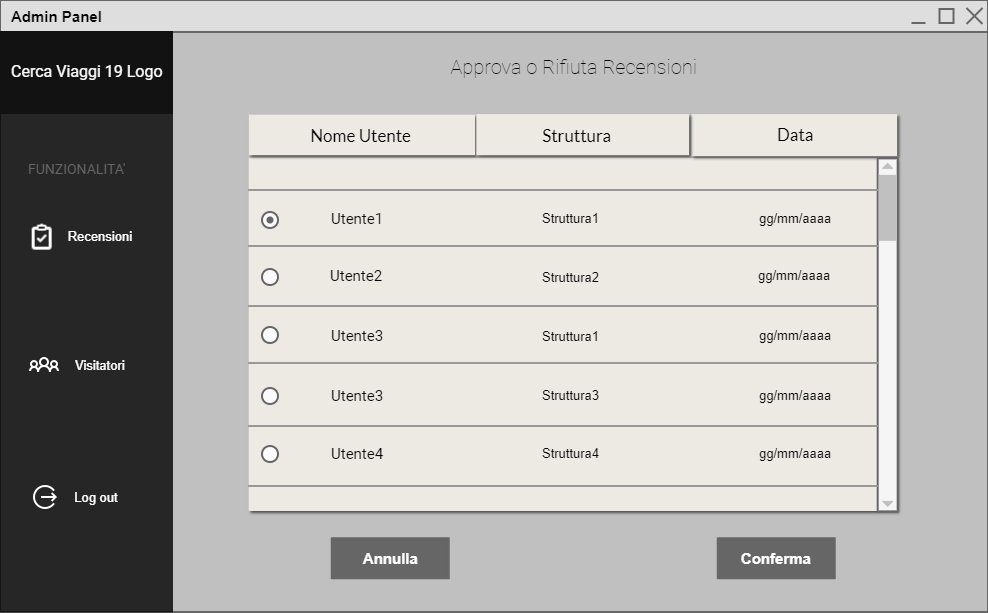 Admin Panel
Cerca Viaggi 19 Logo
FUNZIONALITA'
Recensioni
Visitatori
Log out
Approva o Rifiuta Recensioni
Nome Utente Struttura Data
Utente1 Struttura1 gg/mm/aaaa
Utente2 Struttura2 gg/mm/aaaa
Utente3 Struttura1 gg/mm/aaaa
Utente3 Struttura3 gg/mm/aaaa
Utente4 Struttura4 gg/mm/aaaa
Annulla Conferma